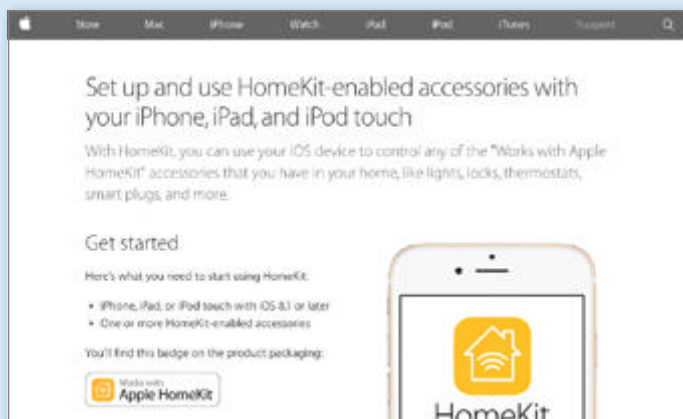 Store Mac iPhone Watch iPad iPod iTunes Support
Set up and use HomeKit-enabled accessories with
your iPhone, iPad, and iPod touch
With HomeKit, you can use your iOS device to control any of the "Works with Apple
HomeKit" accessories that you have in your home, like lights, locks, thermostats,
smart plugs, and more.
Get started
Here's what you need to start using HomeKit:
• iPhone, iPad, or iPod touch with iOS 8.1 or later
• One or more HomeKit-enabled accessories
You'll find this badge on the product packaging:
Works with
Apple HomeKit
HomeKit